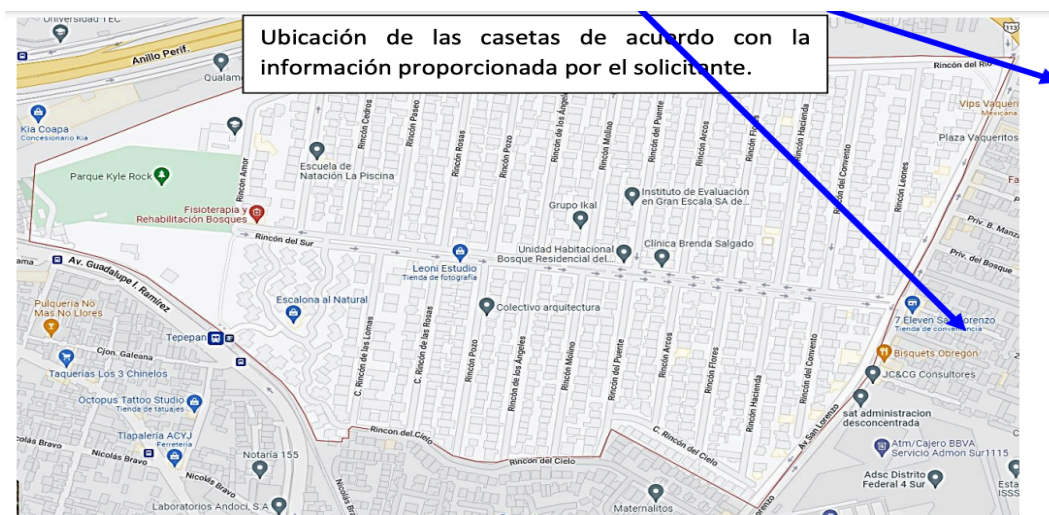 Ubicación de las casetas de acuerdo con la
información proporcionada por el solicitante.
Universidad TEC
Anillo Perif.
Kia Coapa
Concesionario Kia
Parque Kyle Rock
Escuela de
Natación La Piscina
Fisioterapia y
Rehabilitación Bosques
Rincón Amor
Rincón Cedros
Rincón Paseo
Rincón Rosas
Rincón Pozo
Rincón de los Ángeles
Rincón Molino
Rincón del Puente
Rincón Arcos
Rincón Flores
Rincón Hacienda
Rincón del Convento
Rincón Leones
Rincón del Río
113
Vips Vaqueri
Mexicana
Plaza Vaqueritos
Fa
Priv. B. Manza
Priv. del Bosque
Instituto de Evaluación
en Gran Escala SA de...
Grupo Ikal
Unidad Habitacional
Bosque Residencial del...
Clínica Brenda Salgado
Rincón del Sur
Leoni Estudio
Tienda de fotografía
Av. Guadalupe I. Ramírez
Escalona al Natural
Colectivo arquitectura
Pulqueria No
Mas No Llores
Tepepan
Cjon. Galeana
Taquerías Los 3 Chinelos
Octopus Tattoo Studio
Tienda de tatuajes
Tlapalería ACYJ
Ferretería
Nicolás Bravo
Nicolás Bravo
Notaría 155
Laboratorios Andoci, S.A
C. Rincón de las Lomas
C. Rincón de las Rosas
Rincón Pozo
Rincón de los Ángeles
Rincón Molino
Rincón del Puente
Rincón Arcos
Rincón Flores
Rincón Hacienda
Rincón del Convento
Rincon del Cielo
Rincon del Cielo
C. Rincón del Cielo
Maternalitos
Av San Lorenzo
7 Eleven San Lorenzo
Tienda de conveniencia
Bisquets Obregón
JC&CG Consultores
sat administracion
desconcentrada
Atm/Cajero BBVA
Servicio Admon Sur1115
Adsc Distrito
Federal 4 Sur
Esta
ISSS